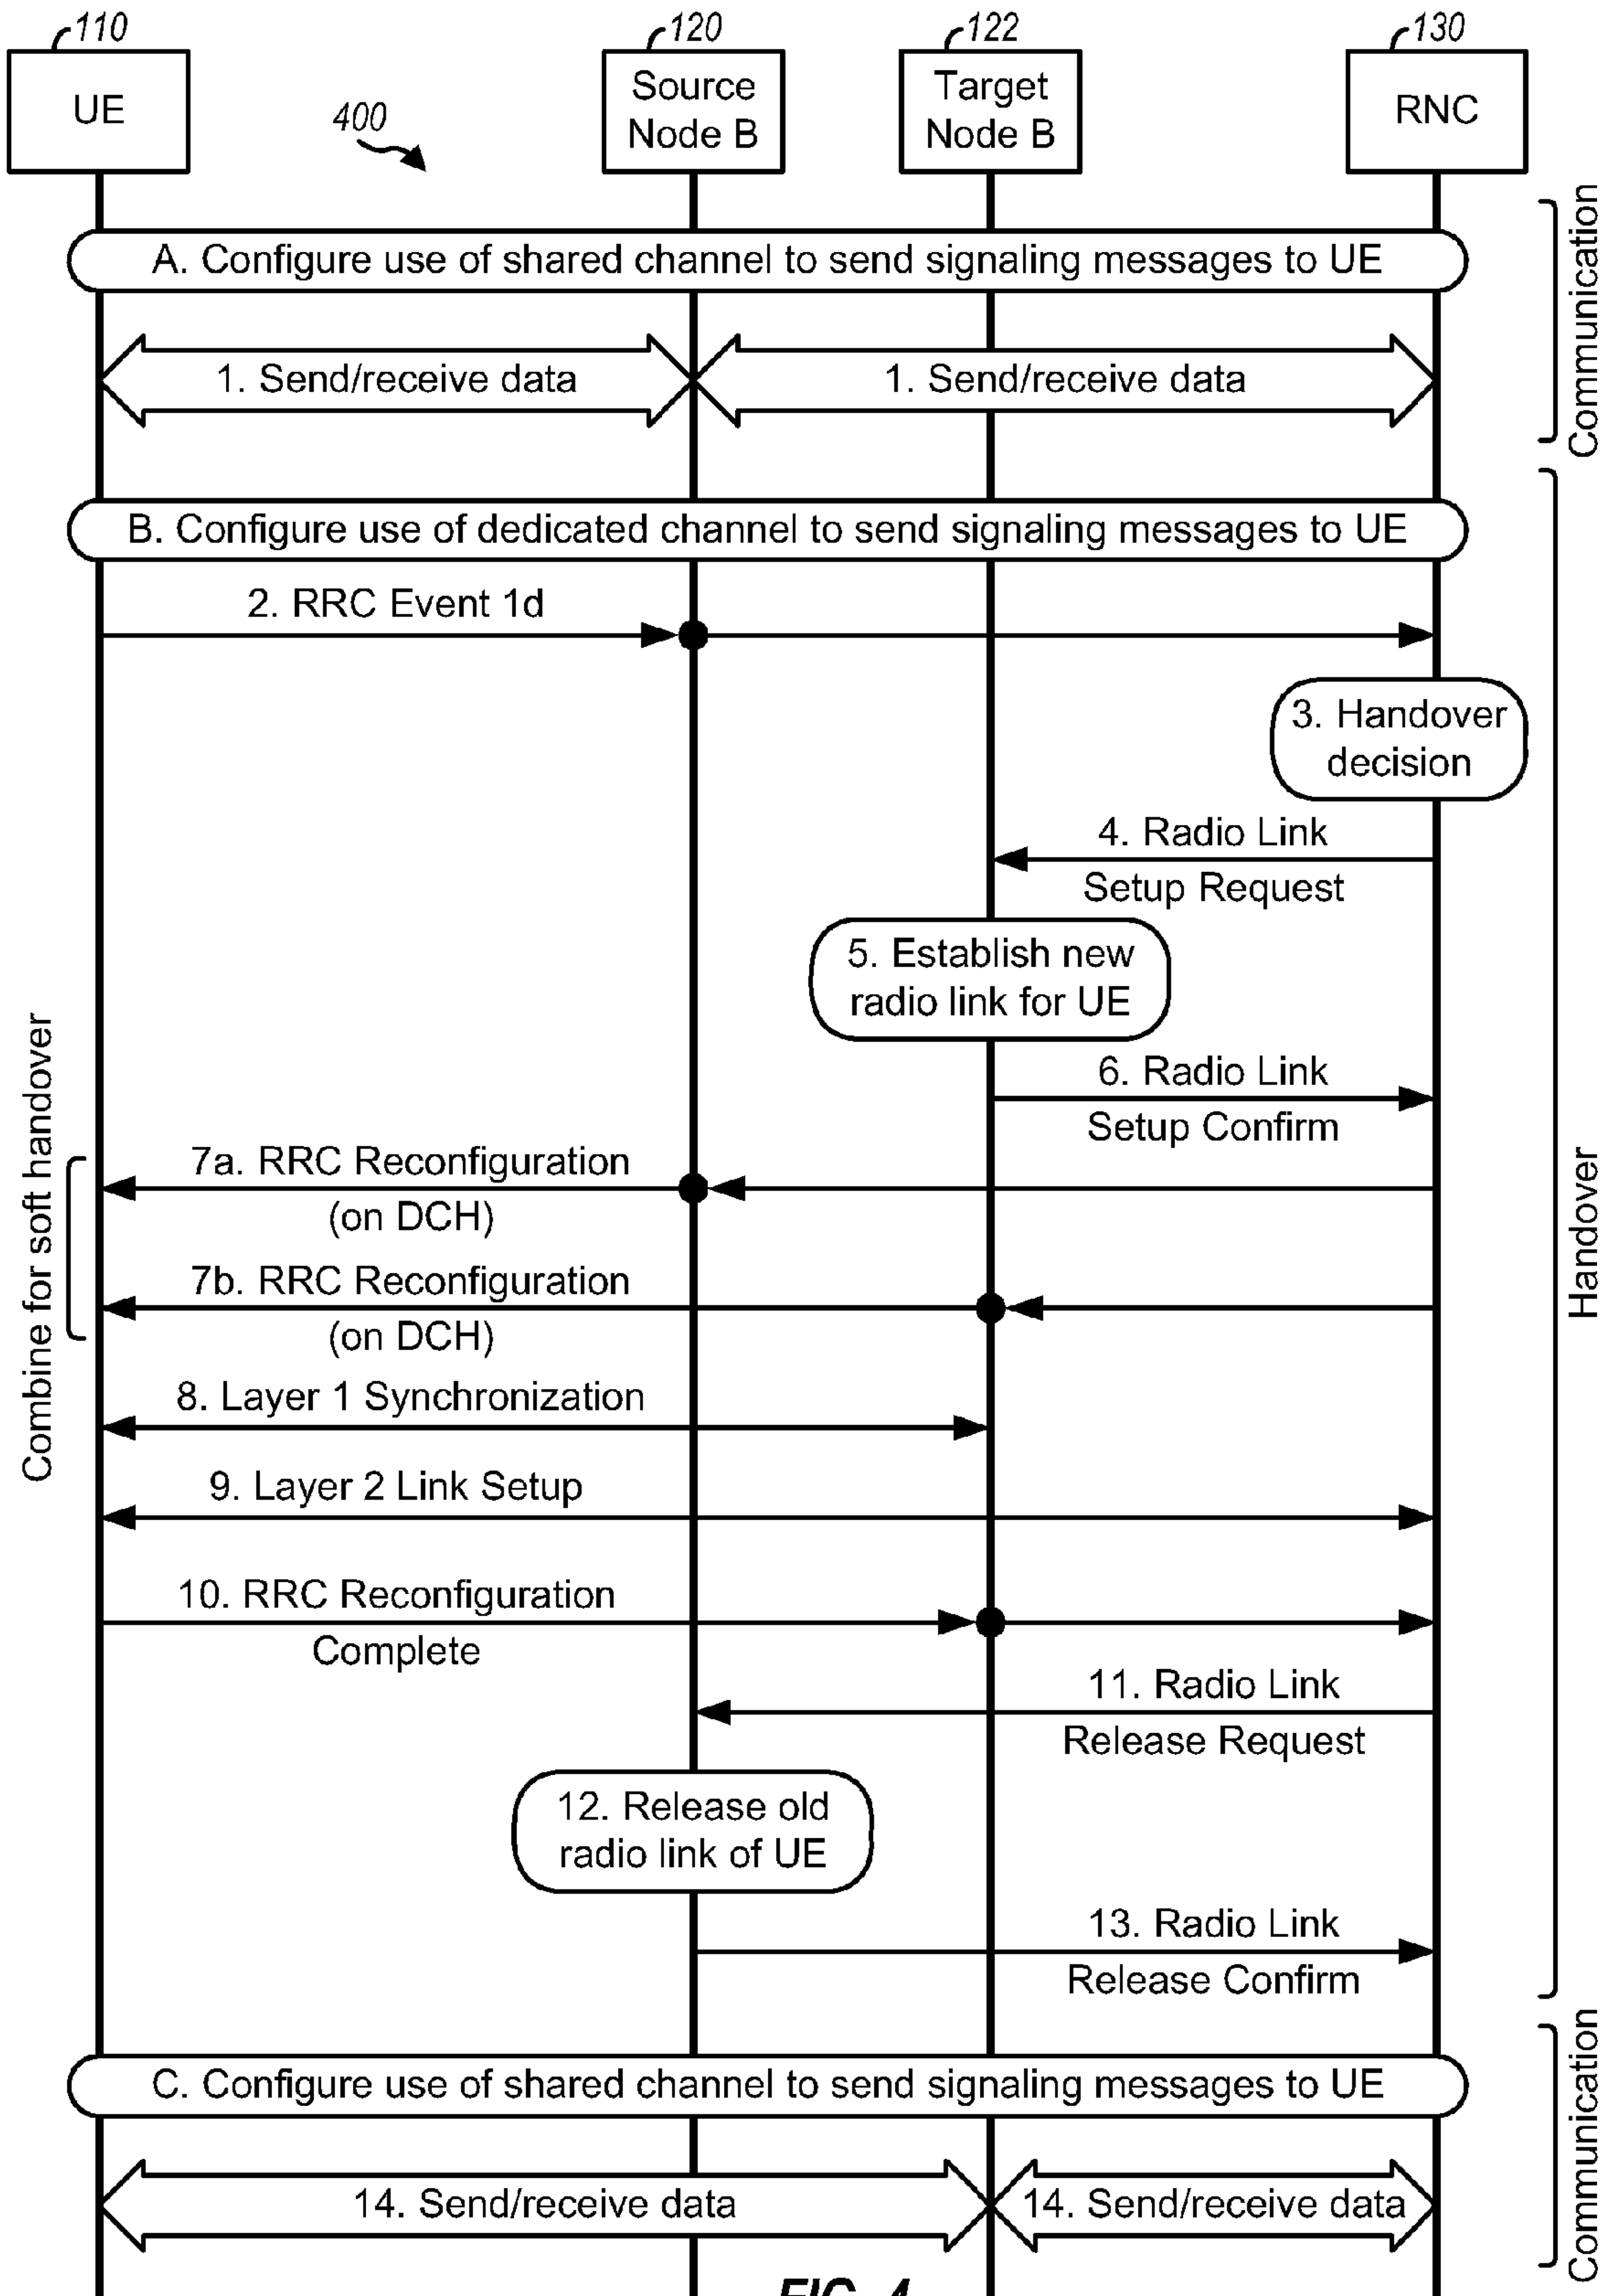 110
120
122
130
UE
Source
Node B
Target
Node B
RNC
400
A. Configure use of shared channel to send signaling messages to UE
1. Send/receive data
1. Send/receive data
Communication
B. Configure use of dedicated channel to send signaling messages to UE
2. RRC Event 1d
3. Handover
decision
4. Radio Link
Setup Request
5. Establish new
radio link for UE
6. Radio Link
Setup Confirm
7a. RRC Reconfiguration
(on DCH)
7b. RRC Reconfiguration
(on DCH)
Combine for soft handover
Handover
8. Layer 1 Synchronization
9. Layer 2 Link Setup
10. RRC Reconfiguration
Complete
11. Radio Link
Release Request
12. Release old
radio link of UE
13. Radio Link
Release Confirm
C. Configure use of shared channel to send signaling messages to UE
14. Send/receive data
14. Send/receive data
Communication
FIG. 4